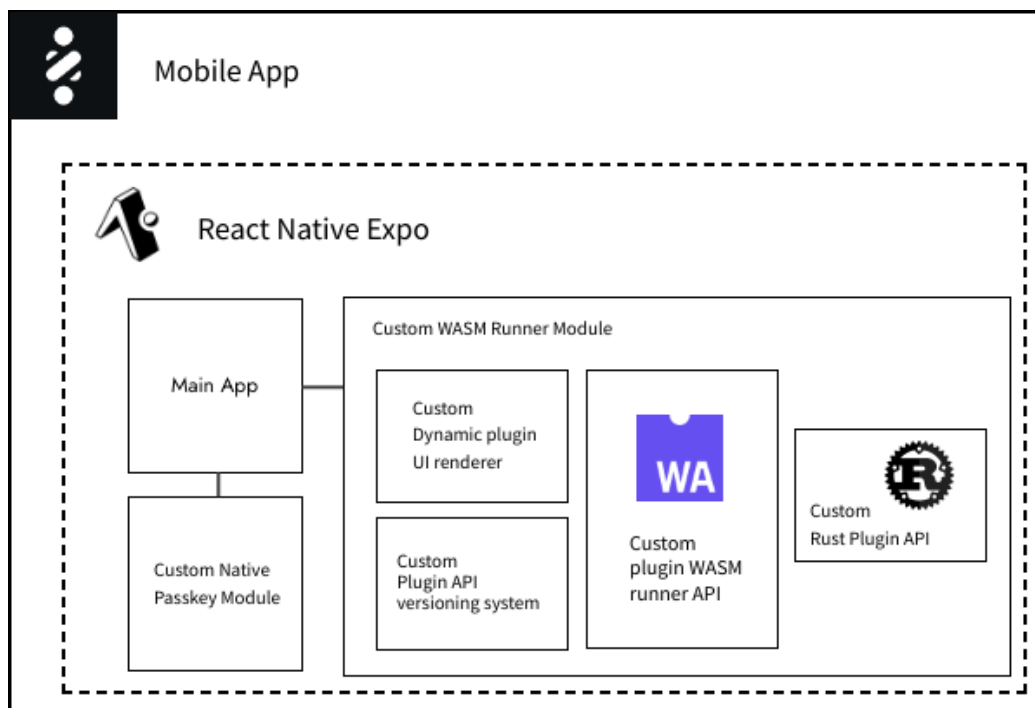 Mobile App
React Native Expo
Main App
Custom Native
Passkey Module
Custom WASM Runner Module
Custom
Dynamic plugin
UI renderer
Custom
Plugin API
versioning system
WA
Custom
plugin WASM
runner API
R
Custom
Rust Plugin API